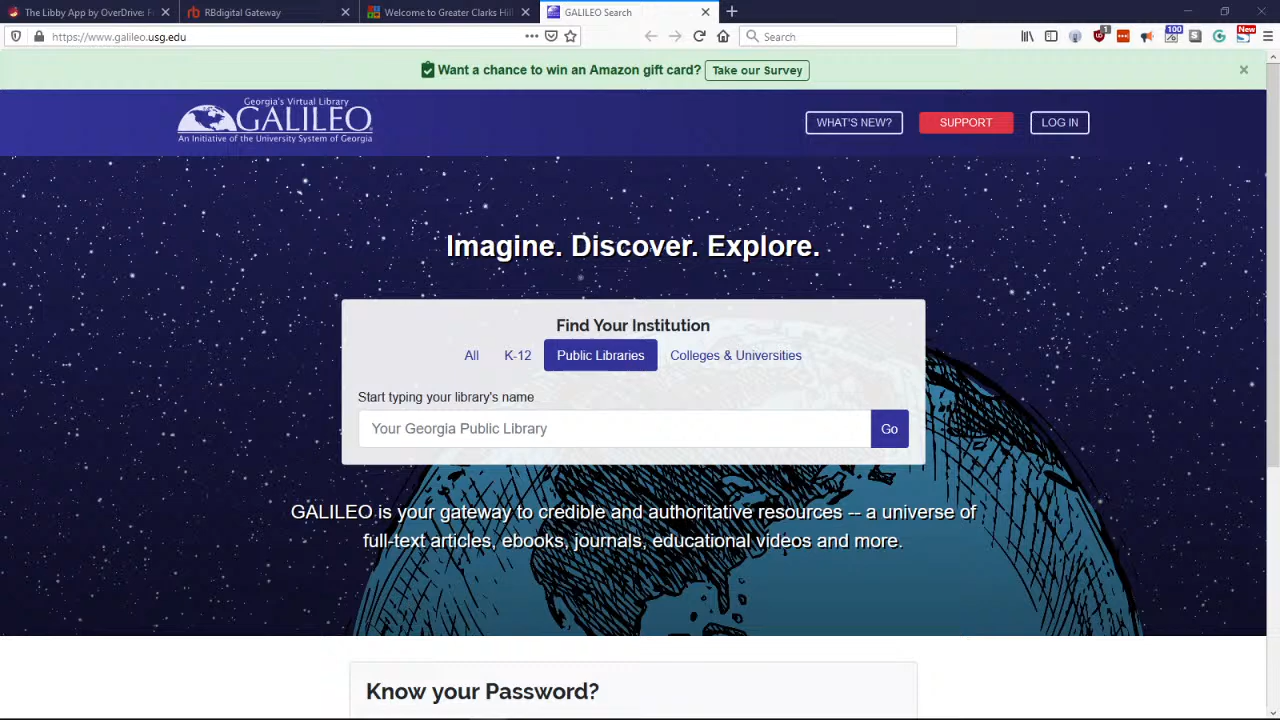 The Libby App by OverDrive: F
RBdigital Gateway
Welcome to Greater Clarks Hill
GALILEO Search
https://www.galileo.usg.edu
Search
100
New
Want a chance to win an Amazon gift card? Take our Survey
Georgia's Virtual Library
GALILEO
An Initiative of the University System of Georgia
WHAT'S NEW?
SUPPORT
LOG IN
Imagine. Discover. Explore.
Find Your Institution
All K-12 Public Libraries Colleges & Universities
Start typing your library's name
Your Georgia Public Library
Go
GALILEO is your gateway to credible and authoritative resources -- a universe of
full-text articles, ebooks, journals, educational videos and more.
Know your Password?